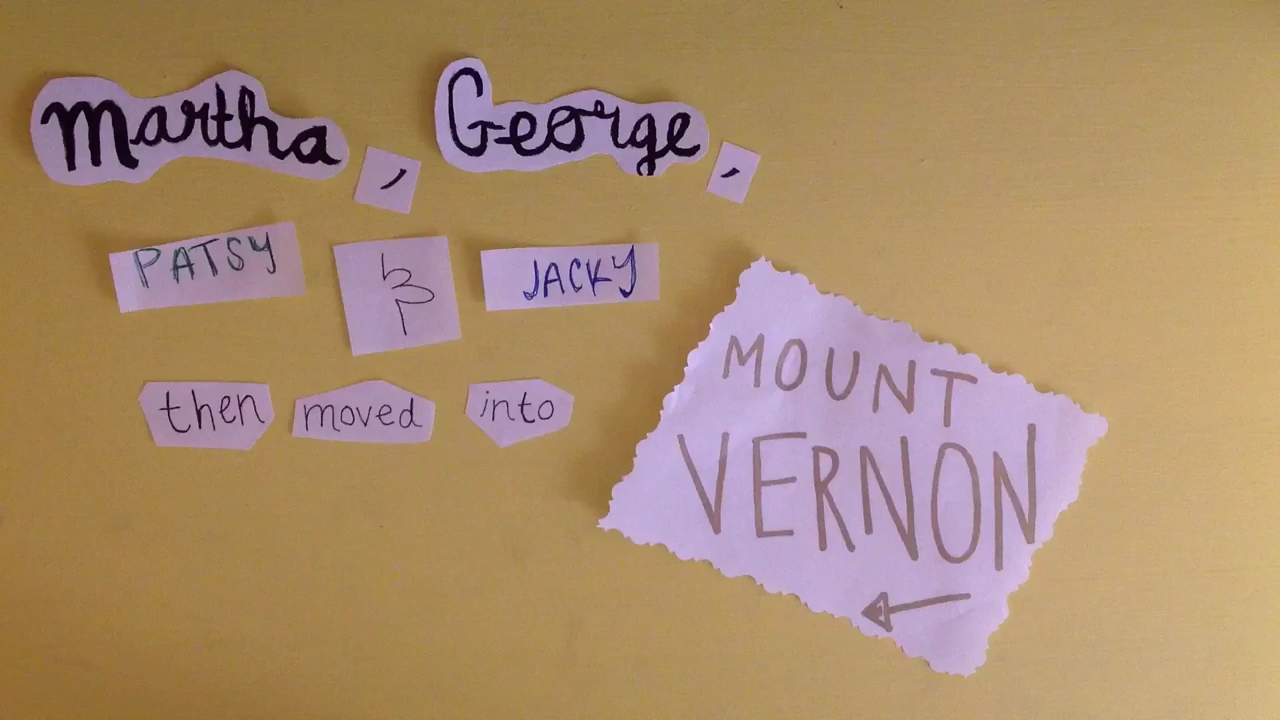 Martha, George,
PATSY & JACKY
then moved into
MOUNT
VERNON